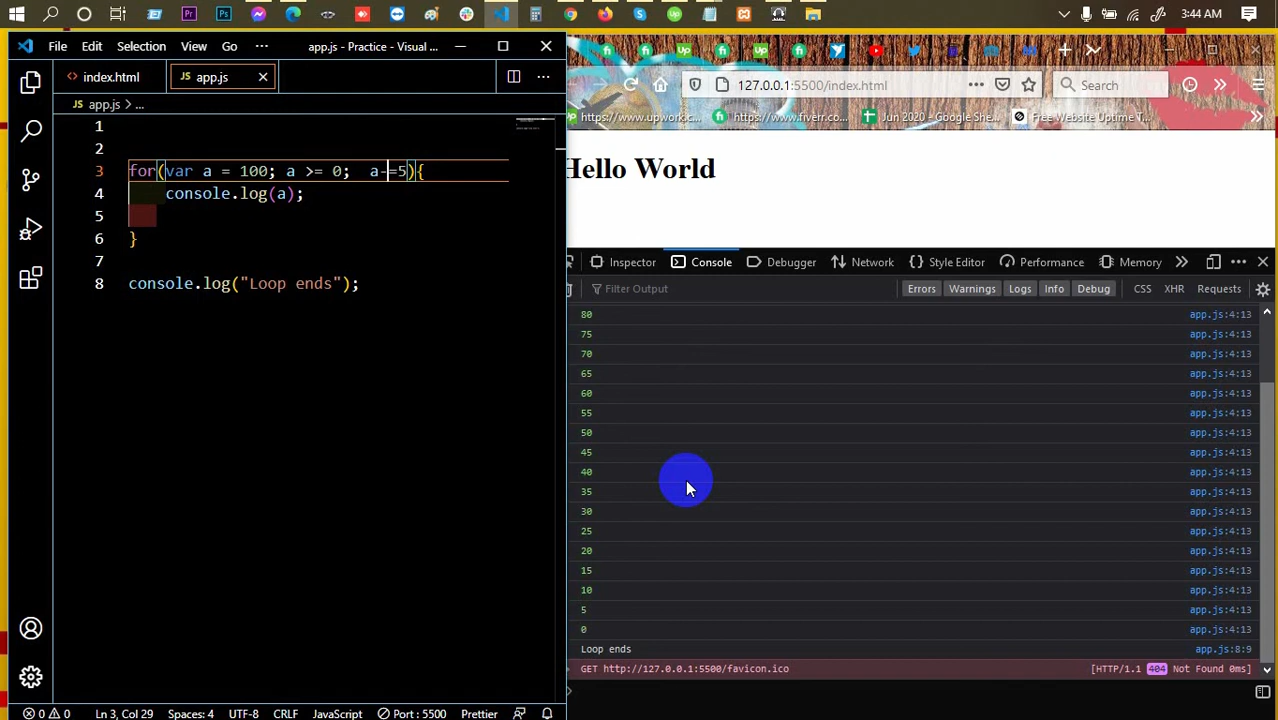 3:44 AM
File Edit Selection View Go ... app.js - Practice - Visual ...
index.html app.js
app.js > ...
1
2
3 for(var a = 100; a >= 0;  a-=5){
4 console.log(a);
5
6 }
7
8 console.log("Loop ends");
0 0 Ln 3, Col 29 Spaces: 4 UTF-8 CRLF JavaScript Port : 5500 Prettier
127.0.0.1:5500/index.html Search
https://www.upwork.c... https://www.fiverr.co... Jun 2020 - Google She... Free Website Uptime T...
Hello World
Inspector Console Debugger Network Style Editor Performance Memory
Filter Output Errors Warnings Logs Info Debug CSS XHR Requests
80 app.js:4:13
75 app.js:4:13
70 app.js:4:13
65 app.js:4:13
60 app.js:4:13
55 app.js:4:13
50 app.js:4:13
45 app.js:4:13
40 app.js:4:13
35 app.js:4:13
30 app.js:4:13
25 app.js:4:13
20 app.js:4:13
15 app.js:4:13
10 app.js:4:13
5 app.js:4:13
0 app.js:4:13
Loop ends app.js:8:9
GET http://127.0.0.1:5500/favicon.ico [HTTP/1.1 404 Not Found 0ms]